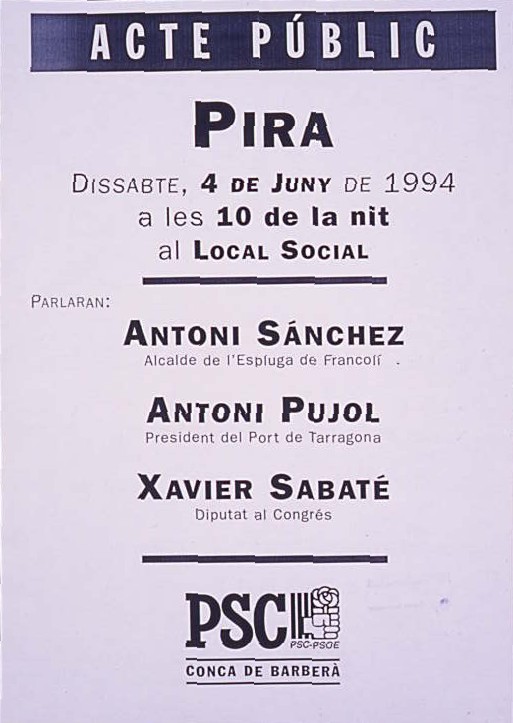 ACTE PÚBLIC
PIRA
DISSABTE, 4 DE JUNY DE 1994
a les 10 de la nit
al LOCAL SOCIAL
PARLARAN:
ANTONI SÁNCHEZ
Alcalde de l'Espluga de Francolí
ANTONI PUJOL
President del Port de Tarragona
XAVIER SABATÉ
Diputat al Congrés
PSC
PSC-PSOE
CONCA DE BARBERÀ